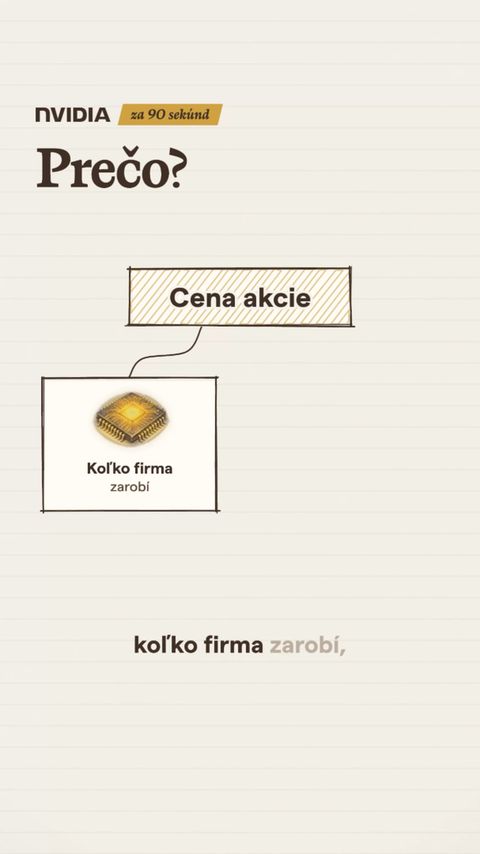 NVIDIA za 90 sekúnd
Prečo?
Cena akcie
Koľko firma
zarobí
koľko firma zarobí,